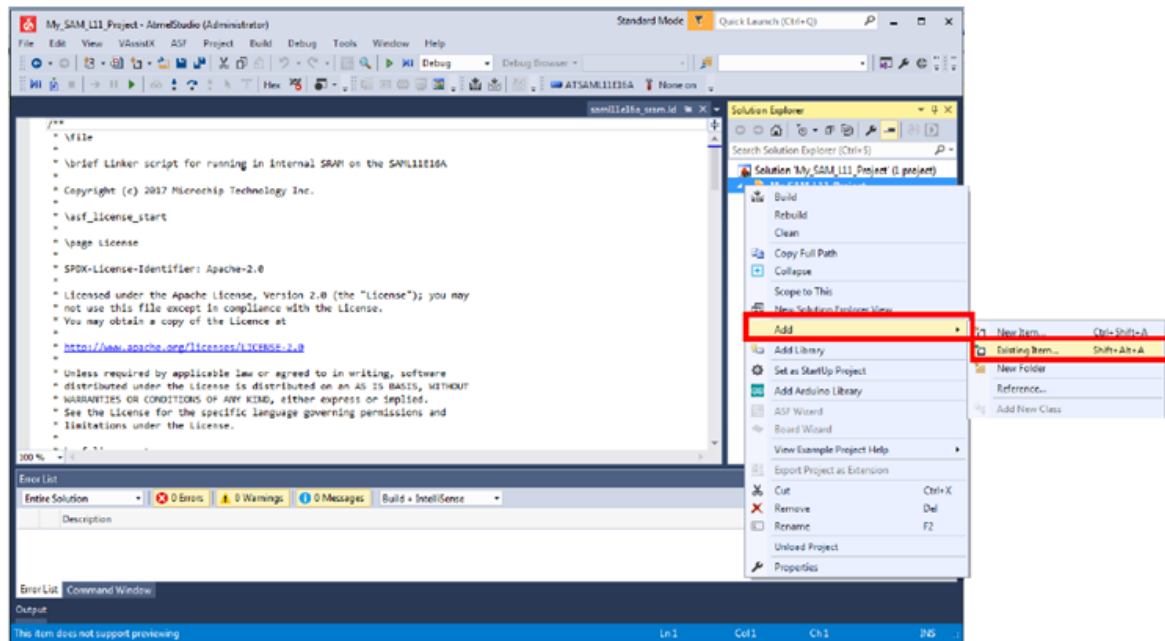 My_SAM_L11_Project - AtmelStudio (Administrator)
Standard Mode
Quick Launch (Ctrl+Q)
File Edit View VAssistX ASF Project Build Debug Tools Window Help
Debug
Debug Browser
Hex
ATSAML11E16A
None on
saml11e16a_sram.ld
/**
* \file
*
* \brief Linker script for running in internal SRAM on the SAML11E16A
*
* Copyright (c) 2017 Microchip Technology Inc.
*
* \asf_license_start
*
* \page License
*
* SPDX-License-Identifier: Apache-2.0
*
* Licensed under the Apache License, Version 2.0 (the "License"); you may
* not use this file except in compliance with the License.
* You may obtain a copy of the Licence at
*
* http://www.apache.org/licenses/LICENSE-2.0
*
* Unless required by applicable law or agreed to in writing, software
* distributed under the License is distributed on an AS IS BASIS, WITHOUT
* WARRANTIES OR CONDITIONS OF ANY KIND, either express or implied.
* See the License for the specific language governing permissions and
* limitations under the License.
*
100 %
Solution Explorer
Search Solution Explorer (Ctrl+S)
Solution 'My_SAM_L11_Project' (1 project)
My_SAM_L11_Project
Build
Rebuild
Clean
Copy Full Path
Collapse
Scope to This
New Solution Explorer View
Add
Add Library
Set as StartUp Project
Add Arduino Library
ASF Wizard
Board Wizard
View Example Project Help
Export Project as Extension
Cut Ctrl+X
Remove Del
Rename F2
Unload Project
Properties
New Item... Ctrl+Shift+A
Existing Item... Shift+Alt+A
New Folder
Reference...
Add New Class
Error List
Entire Solution
0 Errors
0 Warnings
0 Messages
Build + IntelliSense
Description
Error List Command Window
Output
This item does not support previewing
Ln 1 Col 1 Ch 1 INS